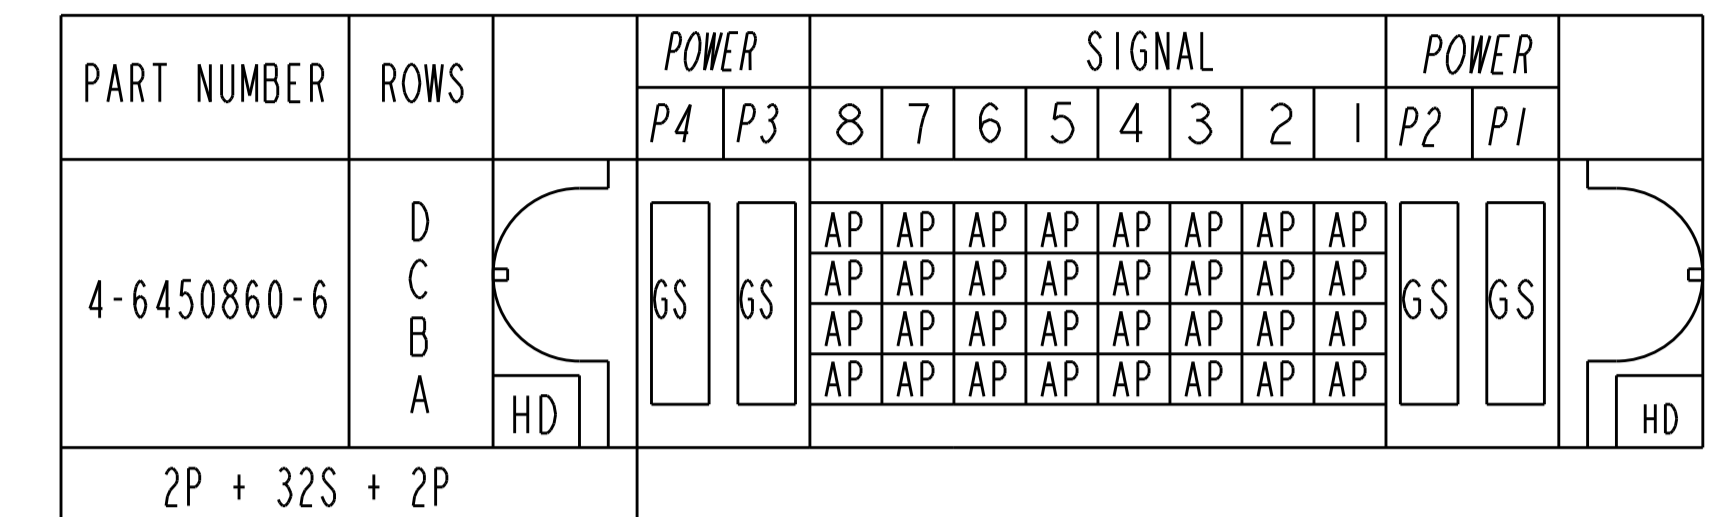 PART NUMBER ROWS POWER SIGNAL POWER
P4 P3 8 7 6 5 4 3 2 1 P2 P1
4-6450860-6
D AP AP AP AP AP AP AP AP
C AP AP AP AP AP AP AP AP
GS GS GS GS
B AP AP AP AP AP AP AP AP
A AP AP AP AP AP AP AP AP
HD HD
2P + 32S + 2P